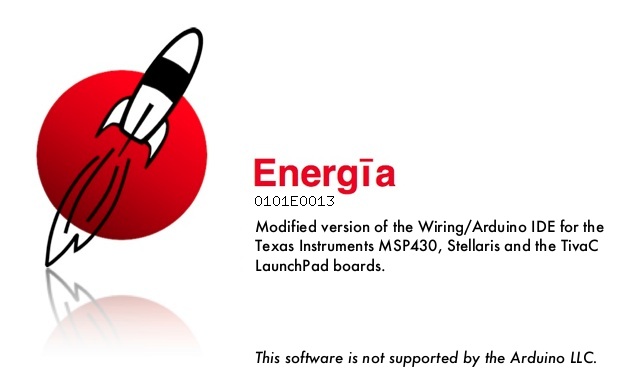 Energīa
0101E0013
Modified version of the Wiring/Arduino IDE for the
Texas Instruments MSP430, Stellaris and the TivaC
LaunchPad boards.
This software is not supported by the Arduino LLC.